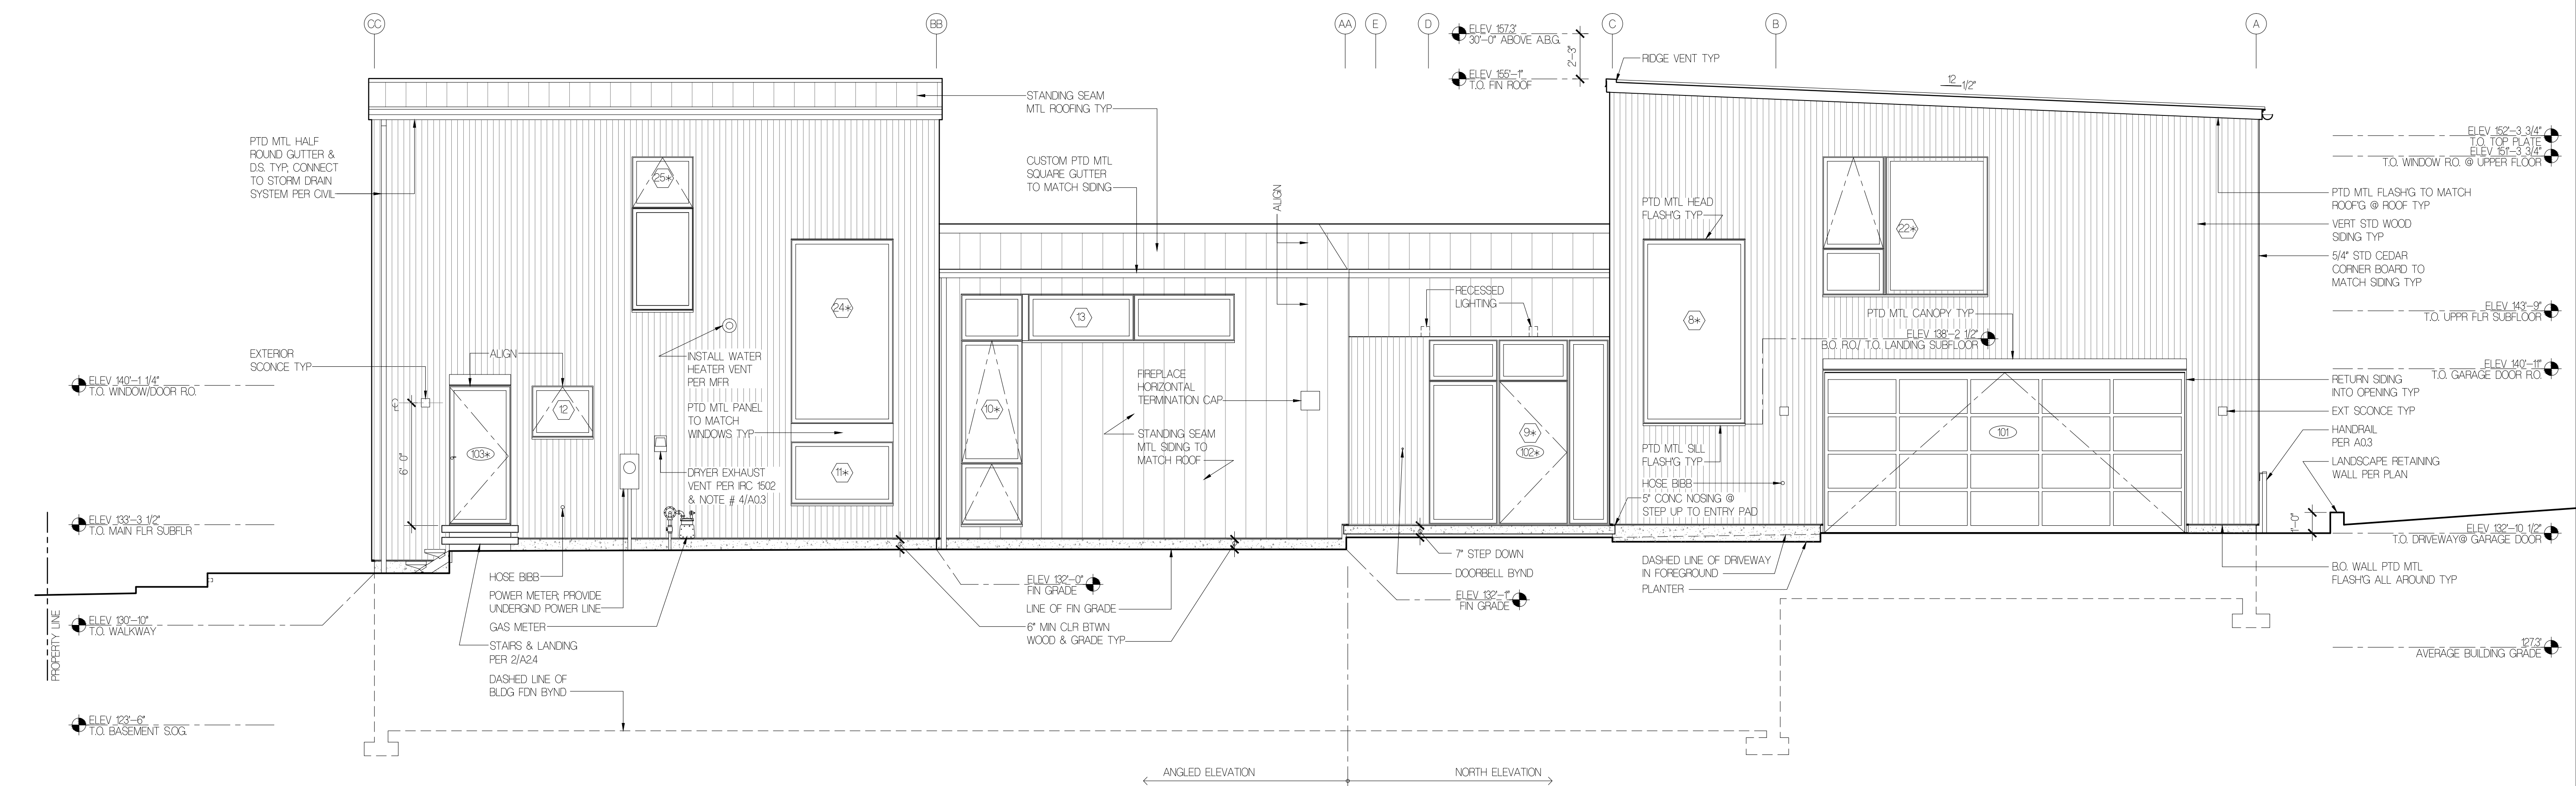 CC
BB
AA
E
D
C
B
A
ELEV 157.3'
30'-0" ABOVE A.B.G.
2'-3"
ELEV 155'-1"
T.O. FIN ROOF
RIDGE VENT TYP
12
1/2"
STANDING SEAM
MTL ROOFING TYP
PTD MTL HALF
ROUND GUTTER &
D.S. TYP; CONNECT
TO STORM DRAIN
SYSTEM PER CIVIL
CUSTOM PTD MTL
SQUARE GUTTER
TO MATCH SIDING
ALIGN
25*
24*
11*
12
103*
13
10*
9*
102*
8*
22*
101
PTD MTL HEAD
FLASH'G TYP
ELEV 152'-3 3/4"
T.O. TOP PLATE
ELEV 151'-3 3/4"
T.O. WINDOW R.O. @ UPPER FLOOR
PTD MTL FLASH'G TO MATCH
ROOF'G @ ROOF TYP
VERT STD WOOD
SIDING TYP
5/4" STD CEDAR
CORNER BOARD TO
MATCH SIDING TYP
ELEV 143'-9"
T.O. UPPR FLR SUBFLOOR
ELEV 140'-11"
T.O. GARAGE DOOR R.O.
RETURN SIDING
INTO OPENING TYP
EXT SCONCE TYP
HANDRAIL
PER A0.3
LANDSCAPE RETAINING
WALL PER PLAN
1'-0"
ELEV 132'-10 1/2"
T.O. DRIVEWAY@ GARAGE DOOR
B.O. WALL PTD MTL
FLASH'G ALL AROUND TYP
127.3'
AVERAGE BUILDING GRADE
RECESSED
LIGHTING
PTD MTL CANOPY TYP
ELEV 138'-2 1/2"
B.O. R.O./ T.O. LANDING SUBFLOOR
EXTERIOR
SCONCE TYP
ALIGN
INSTALL WATER
HEATER VENT
PER MFR
PTD MTL PANEL
TO MATCH
WINDOWS TYP
DRYER EXHAUST
VENT PER IRC 1502
& NOTE # 4/A0.3
FIREPLACE
HORIZONTAL
TERMINATION CAP
STANDING SEAM
MTL SIDING TO
MATCH ROOF
PTD MTL SILL
FLASH'G TYP
HOSE BIBB
5" CONC NOSING @
STEP UP TO ENTRY PAD
ELEV 140'-1 1/4"
T.O. WINDOW/DOOR R.O.
6'-0"
ELEV 133'-3 1/2"
T.O. MAIN FLR SUBFLR
ELEV 130'-10"
T.O. WALKWAY
ELEV 123'-6"
T.O. BASEMENT S.O.G.
PROPERTY LINE
HOSE BIBB
POWER METER; PROVIDE
UNDERGND POWER LINE
GAS METER
STAIRS & LANDING
PER 2/A2.4
DASHED LINE OF
BLDG FDN BYND
ELEV 132'-0"
FIN GRADE
LINE OF FIN GRADE
6" MIN CLR BTWN
WOOD & GRADE TYP
7" STEP DOWN
DOORBELL BYND
ELEV 132'-1"
FIN GRADE
DASHED LINE OF DRIVEWAY
IN FOREGROUND
PLANTER
ANGLED ELEVATION
NORTH ELEVATION